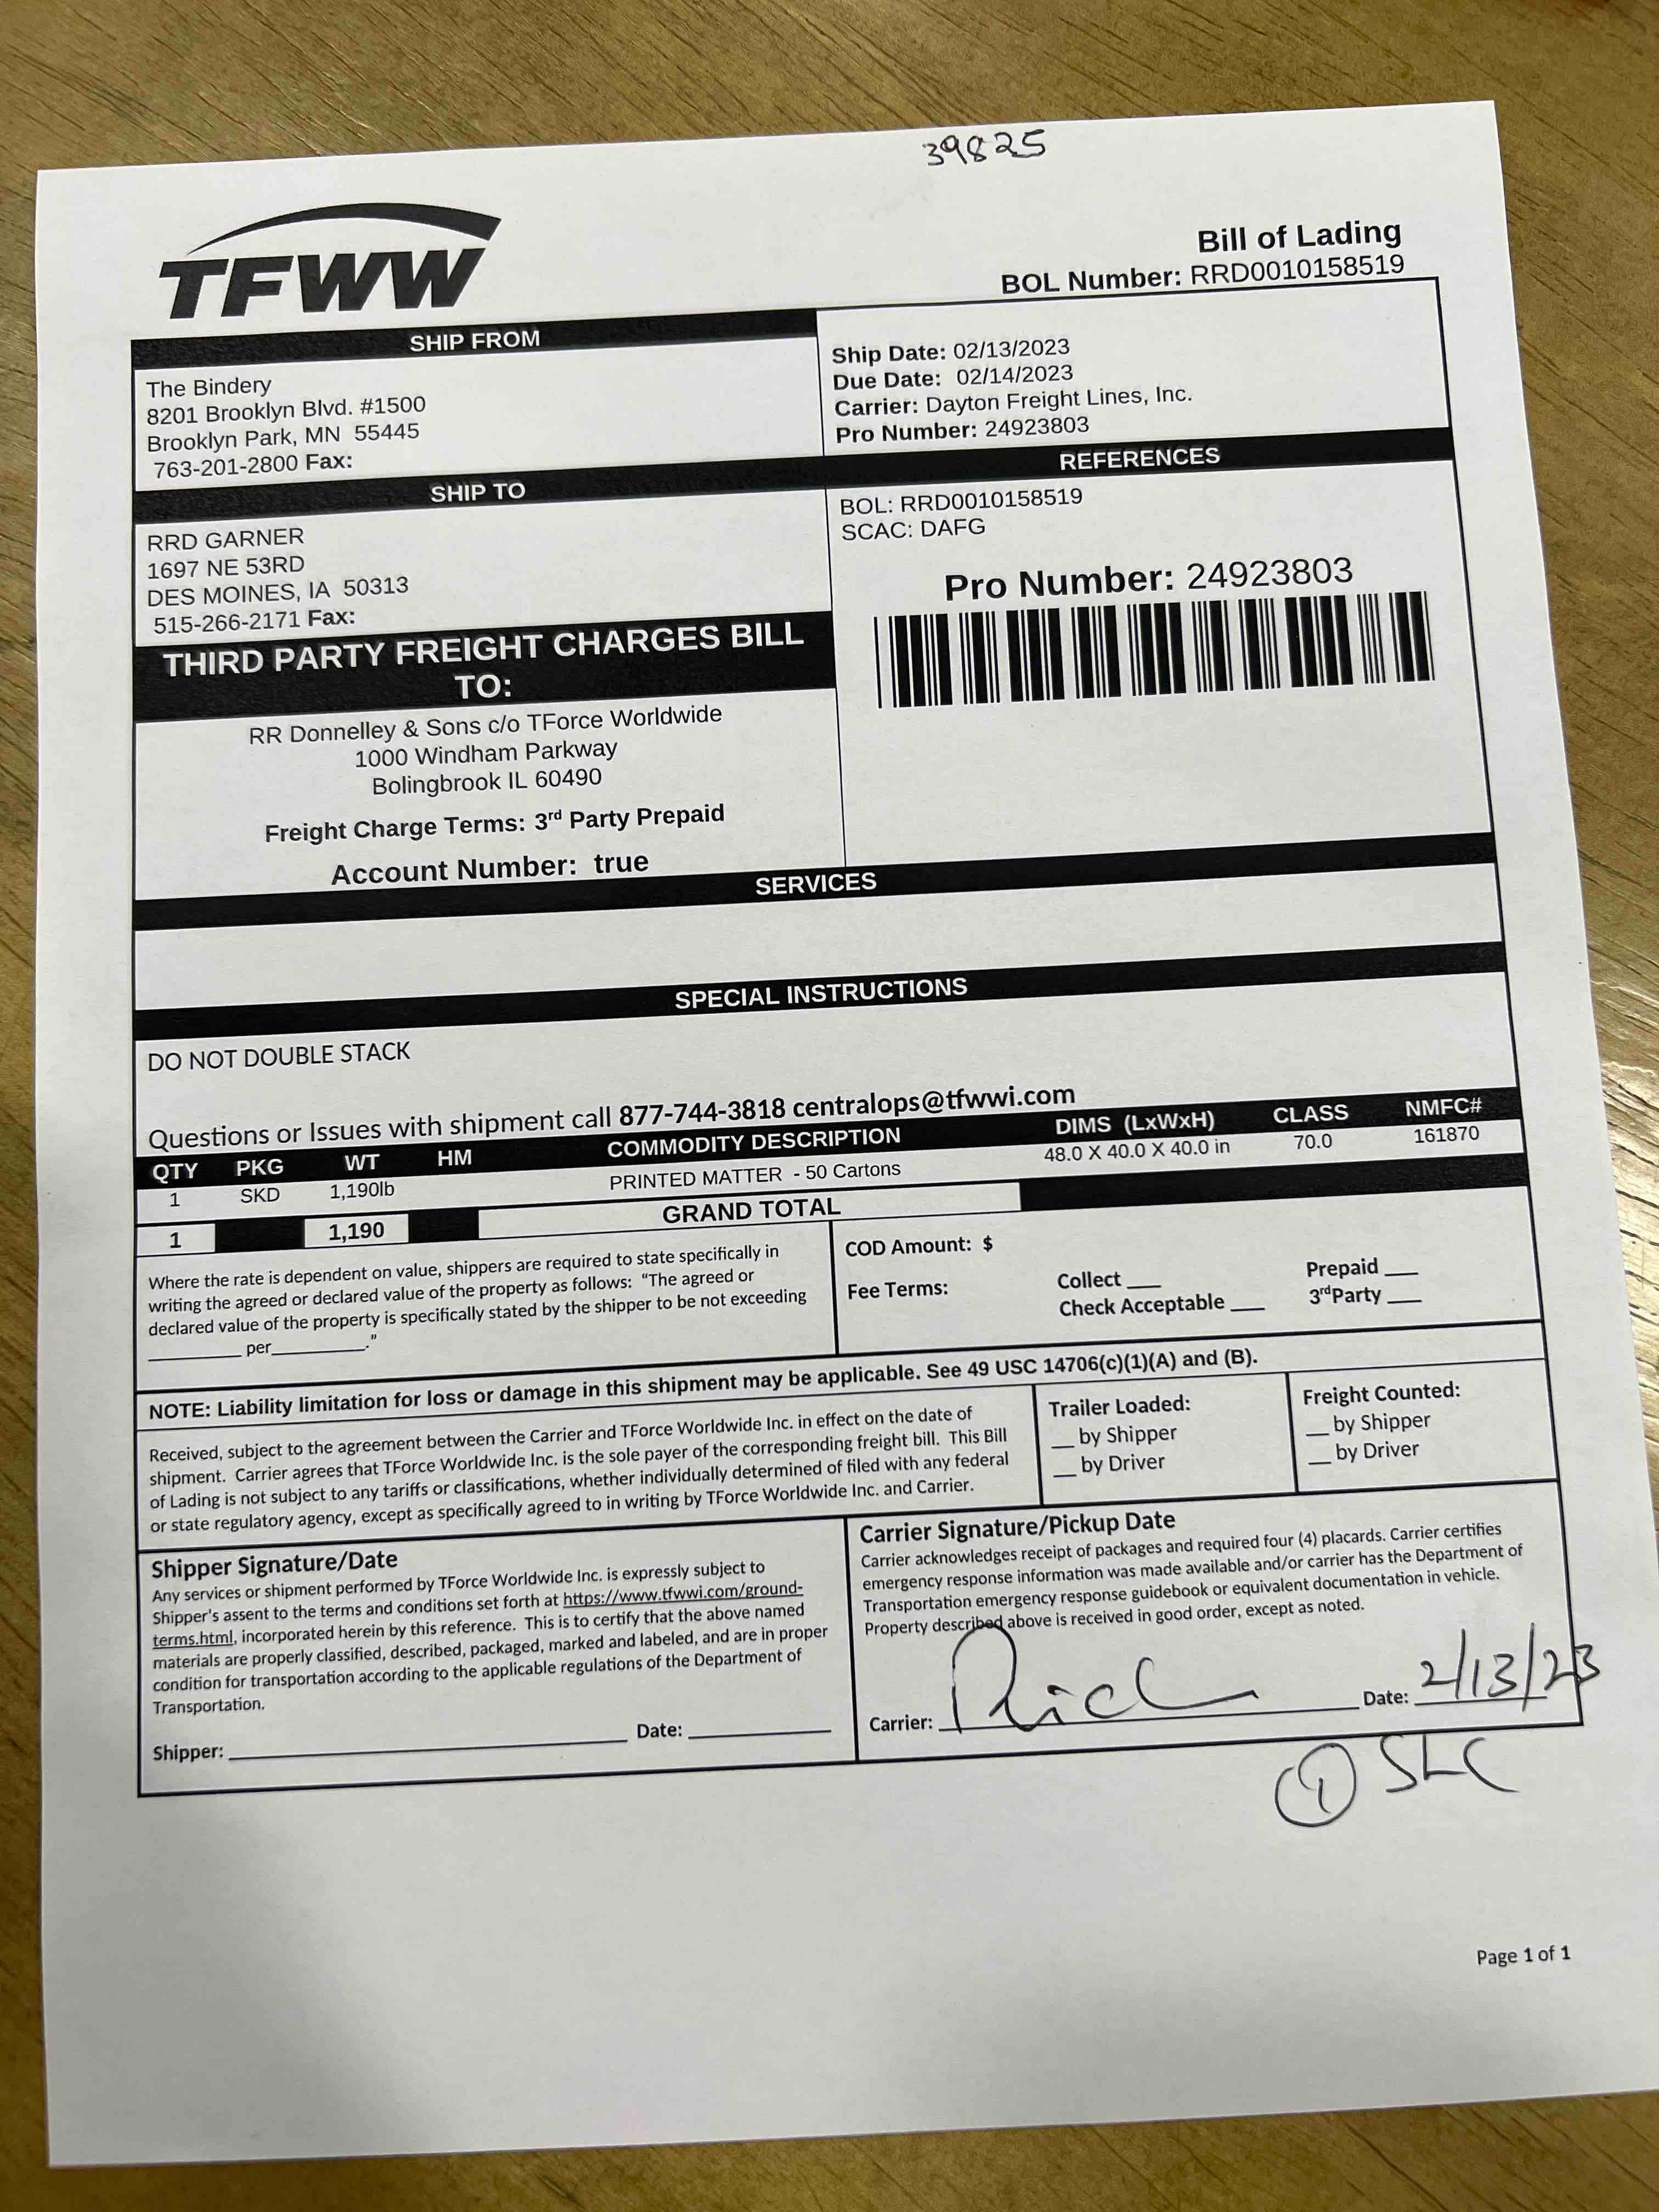 39825
TFWW
Bill of Lading
BOL Number: RRD0010158519
SHIP FROM
The Bindery
8201 Brooklyn Blvd. #1500
Brooklyn Park, MN 55445
763-201-2800 Fax:
Ship Date: 02/13/2023
Due Date: 02/14/2023
Carrier: Dayton Freight Lines, Inc.
Pro Number: 24923803
SHIP TO
RRD GARNER
1697 NE 53RD
DES MOINES, IA 50313
515-266-2171 Fax:
REFERENCES
BOL: RRD0010158519
SCAC: DAFG
Pro Number: 24923803
THIRD PARTY FREIGHT CHARGES BILL
TO:
RR Donnelley & Sons c/o TForce Worldwide
1000 Windham Parkway
Bolingbrook IL 60490
Freight Charge Terms: 3rd Party Prepaid
Account Number: true
SERVICES
SPECIAL INSTRUCTIONS
DO NOT DOUBLE STACK
Questions or Issues with shipment call 877-744-3818 centralops@tfwwi.com
QTY PKG WT HM COMMODITY DESCRIPTION DIMS (LxWxH) CLASS NMFC#
1 SKD 1,190lb PRINTED MATTER - 50 Cartons 48.0 X 40.0 X 40.0 in 70.0 161870
1 1,190 GRAND TOTAL
Where the rate is dependent on value, shippers are required to state specifically in
writing the agreed or declared value of the property as follows: “The agreed or
declared value of the property is specifically stated by the shipper to be not exceeding
__________ per__________.”
COD Amount: $
Fee Terms: Collect ___ Prepaid ___
Check Acceptable ___ 3rdParty ___
NOTE: Liability limitation for loss or damage in this shipment may be applicable. See 49 USC 14706(c)(1)(A) and (B).
Received, subject to the agreement between the Carrier and TForce Worldwide Inc. in effect on the date of
shipment. Carrier agrees that TForce Worldwide Inc. is the sole payer of the corresponding freight bill. This Bill
of Lading is not subject to any tariffs or classifications, whether individually determined of filed with any federal
or state regulatory agency, except as specifically agreed to in writing by TForce Worldwide Inc. and Carrier.
Trailer Loaded:
__ by Shipper
__ by Driver
Freight Counted:
__ by Shipper
__ by Driver
Shipper Signature/Date
Any services or shipment performed by TForce Worldwide Inc. is expressly subject to
Shipper's assent to the terms and conditions set forth at https://www.tfwwi.com/ground-
terms.html, incorporated herein by this reference. This is to certify that the above named
materials are properly classified, described, packaged, marked and labeled, and are in proper
condition for transportation according to the applicable regulations of the Department of
Transportation.
Shipper: ____________________ Date: __________
Carrier Signature/Pickup Date
Carrier acknowledges receipt of packages and required four (4) placards. Carrier certifies
emergency response information was made available and/or carrier has the Department of
Transportation emergency response guidebook or equivalent documentation in vehicle.
Property described above is received in good order, except as noted.
Carrier: Rick Date: 2/13/23
1 SLC
Page 1 of 1